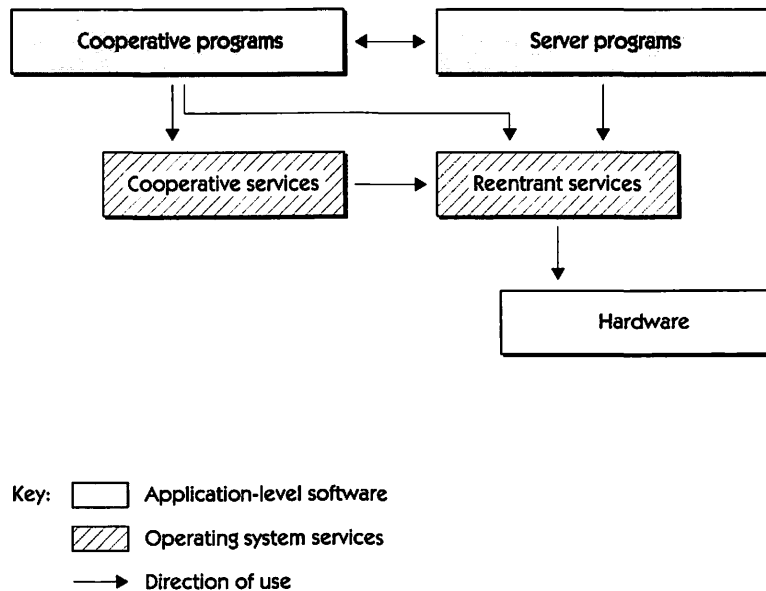 Cooperative programs
Server programs
Cooperative services
Reentrant services
Hardware
Key:
Application-level software
Operating system services
Direction of use